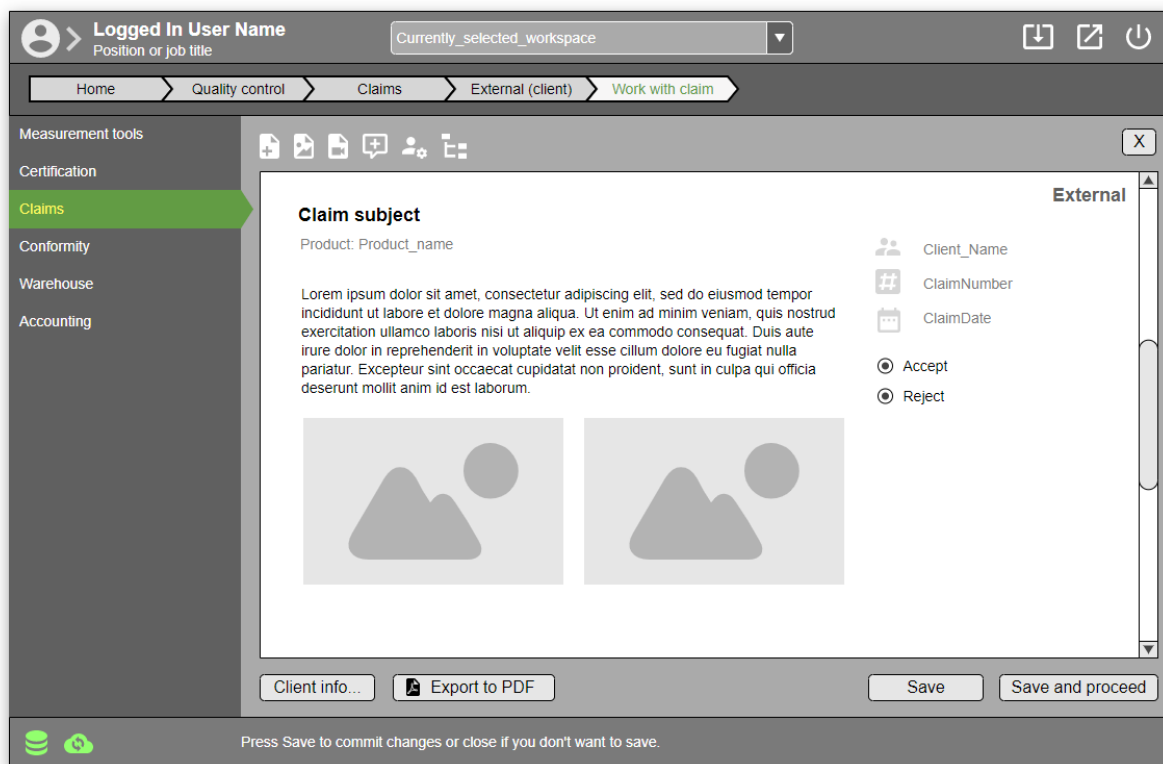 Logged In User Name
Position or job title
Currently_selected_workspace
Home
Quality control
Claims
External (client)
Work with claim
Measurement tools
Certification
Claims
Conformity
Warehouse
Accounting
X
External
Claim subject
Product: Product_name
Client_Name
ClaimNumber
ClaimDate
Lorem ipsum dolor sit amet, consectetur adipiscing elit, sed do eiusmod tempor
incididunt ut labore et dolore magna aliqua. Ut enim ad minim veniam, quis nostrud
exercitation ullamco laboris nisi ut aliquip ex ea commodo consequat. Duis aute
irure dolor in reprehenderit in voluptate velit esse cillum dolore eu fugiat nulla
pariatur. Excepteur sint occaecat cupidatat non proident, sunt in culpa qui officia
deserunt mollit anim id est laborum.
Accept
Reject
Client info...
Export to PDF
Save
Save and proceed
Press Save to commit changes or close if you don't want to save.